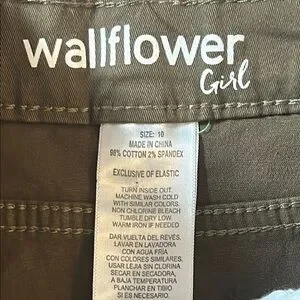 wallflower
Girl
SIZE: 10
MADE IN CHINA
98% COTTON 2% SPANDEX
EXCLUSIVE OF ELASTIC
TURN INSIDE OUT.
MACHINE WASH COLD
WITH SIMILAR COLORS.
NON CHLORINE BLEACH
TUMBLE DRY LOW.
WARM IRON IF NEEDED
DAR VUELTA DEL REVES.
LAVAR EN LAVADORA
CON AGUA FRÍA
CON COLORES SIMILARES.
USAR LEJIA SIN CLORINA
SECAR EN SECADORA,
A BAJA TEMPERATURA
PLANCHAR EN TIBIO
SI ES NECESARIO.